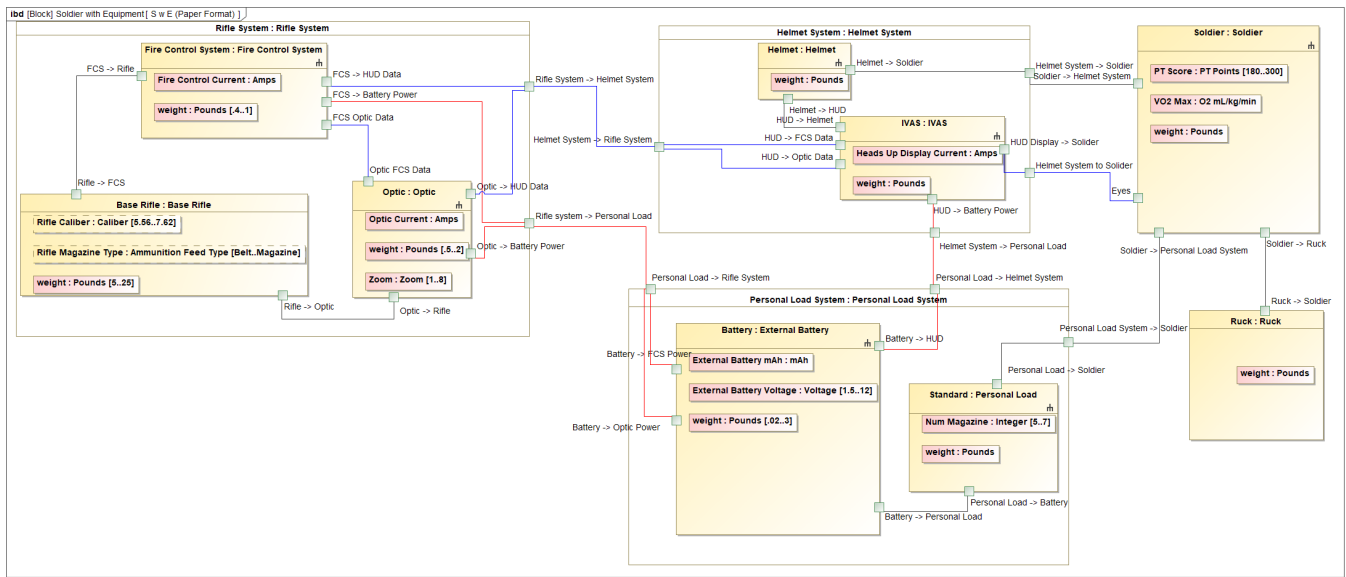 ibd [Block] Soldier with Equipment[ S w E (Paper Format) ]
Rifle System : Rifle System
Fire Control System : Fire Control System
Fire Control Current : Amps
weight : Pounds [.4..1]
FCS -> Rifle
FCS -> HUD Data
FCS -> Battery Power
FCS Optic Data
Rifle System -> Helmet System
Rifle -> FCS
Optic FCS Data
Optic -> HUD Data
Base Rifle : Base Rifle
Rifle Caliber : Caliber [5.56..7.62]
Rifle Magazine Type : Ammunition Feed Type [Belt..Magazine]
weight : Pounds [5..25]
Optic : Optic
Optic Current : Amps
weight : Pounds [.5..2]
Zoom : Zoom [1..8]
Rifle system -> Personal Load
Optic -> Battery Power
Rifle -> Optic
Optic -> Rifle
Helmet System : Helmet System
Helmet : Helmet
weight : Pounds
Helmet -> Soldier
Helmet -> HUD
HUD -> Helmet
Helmet System -> Rifle System
HUD -> FCS Data
HUD -> Optic Data
IVAS : IVAS
Heads Up Display Current : Amps
weight : Pounds
HUD Display -> Solider
HUD -> Battery Power
Helmet System -> Soldier
Soldier -> Helmet System
Helmet System to Solider
Eyes
Helmet System -> Personal Load
Soldier : Soldier
PT Score : PT Points [180..300]
VO2 Max : O2 mL/kg/min
weight : Pounds
Soldier -> Personal Load System
Soldier -> Ruck
Ruck -> Soldier
Ruck : Ruck
weight : Pounds
Personal Load -> Rifle System
Personal Load -> Helmet System
Personal Load System : Personal Load System
Personal Load System -> Soldier
Battery : External Battery
Battery -> HUD
Battery -> FCS Power
External Battery mAh : mAh
External Battery Voltage : Voltage [1.5..12]
weight : Pounds [.02..3]
Battery -> Optic Power
Personal Load -> Soldier
Standard : Personal Load
Num Magazine : Integer [5..7]
weight : Pounds
Personal Load -> Battery
Battery -> Personal Load